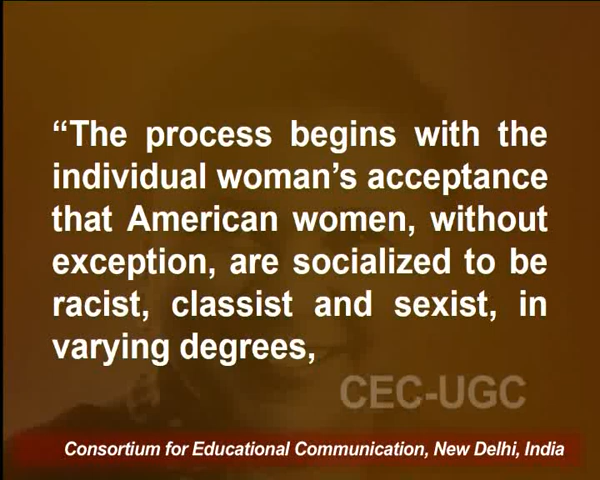 “The process begins with the
individual woman’s acceptance
that American women, without
exception, are socialized to be
racist, classist and sexist, in
varying degrees,
CEC-UGC
Consortium for Educational Communication, New Delhi, India